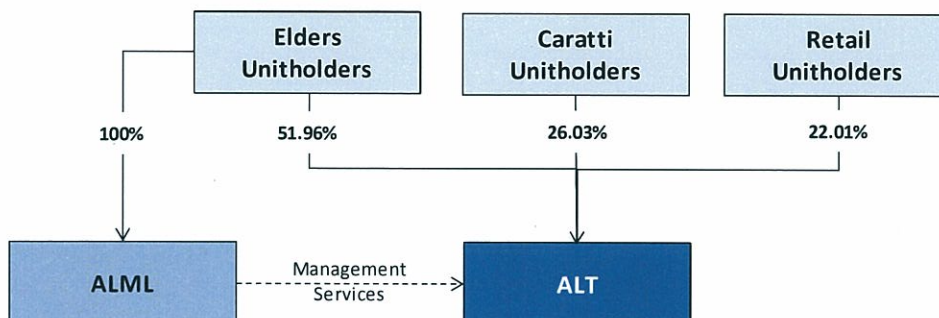 Elders
Unitholders
Caratti
Unitholders
Retail
Unitholders
100%
51.96%
26.03%
22.01%
ALML
Management
Services
ALT